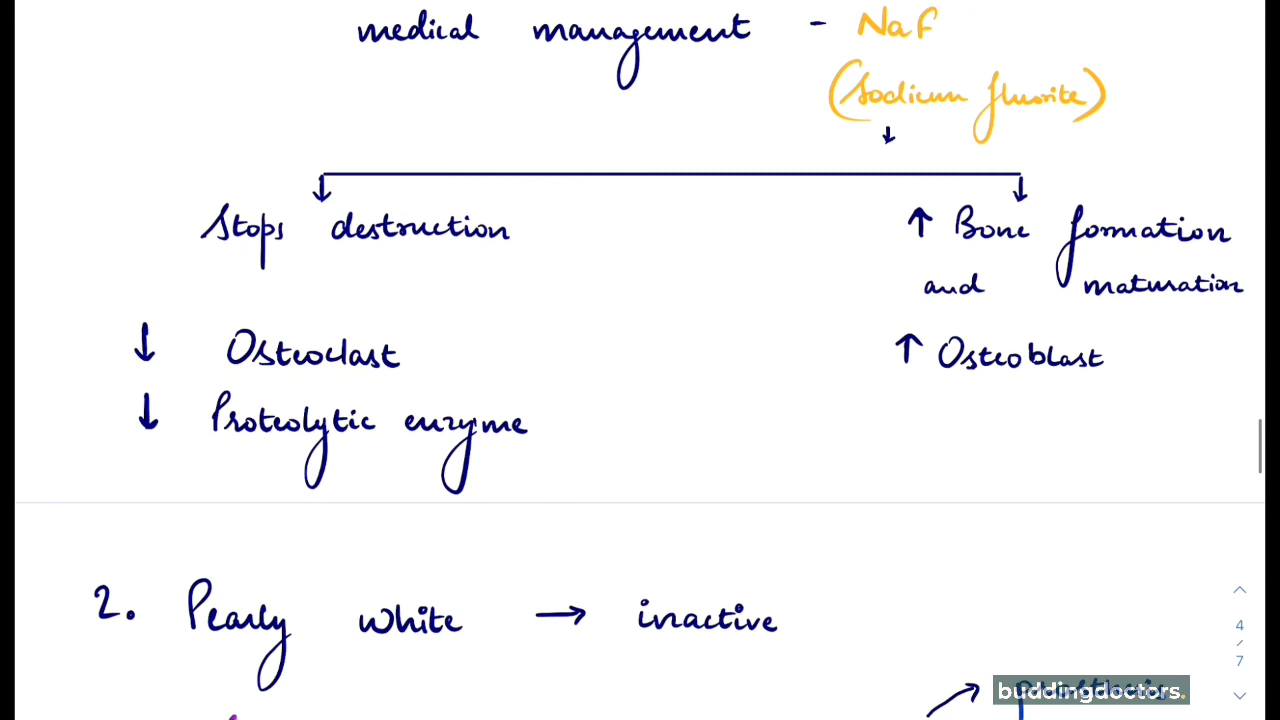 medical management - NaF
(Sodium fluorite)
↓
↓ ↓
Stops destruction ↑ Bone formation
and maturation
↓ Osteoclast ↑ Osteoblast
↓ Proteolytic enzyme
2. Pearly white → inactive
4
/
7
buddingdoctors.